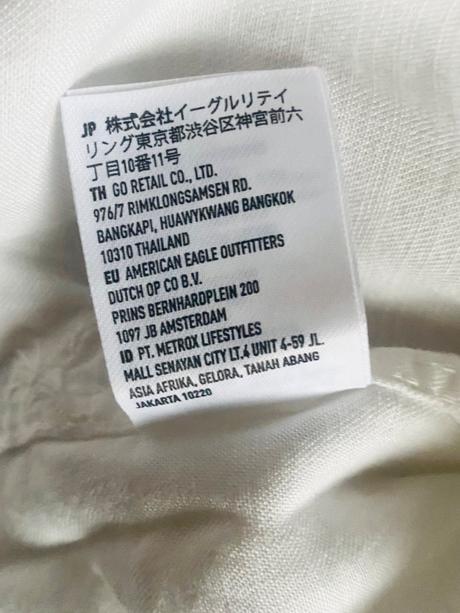 JP 株式会社イーグルリテイ
リング東京都渋谷区神宮前六
丁目10番11号
TH GO RETAIL CO., LTD.
976/7 RIMKLONGSAMSEN RD.
BANGKAPI, HUAWYKWANG BANGKOK
10310 THAILAND
EU AMERICAN EAGLE OUTFITTERS
DUTCH OP CO B.V.
PRINS BERNHARDPLEIN 200
1097 JB AMSTERDAM
ID PT. METROX LIFESTYLES
MALL SENAYAN CITY LT.4 UNIT 4-59 JL.
ASIA AFRIKA, GELORA, TANAH ABANG
JAKARTA 10220